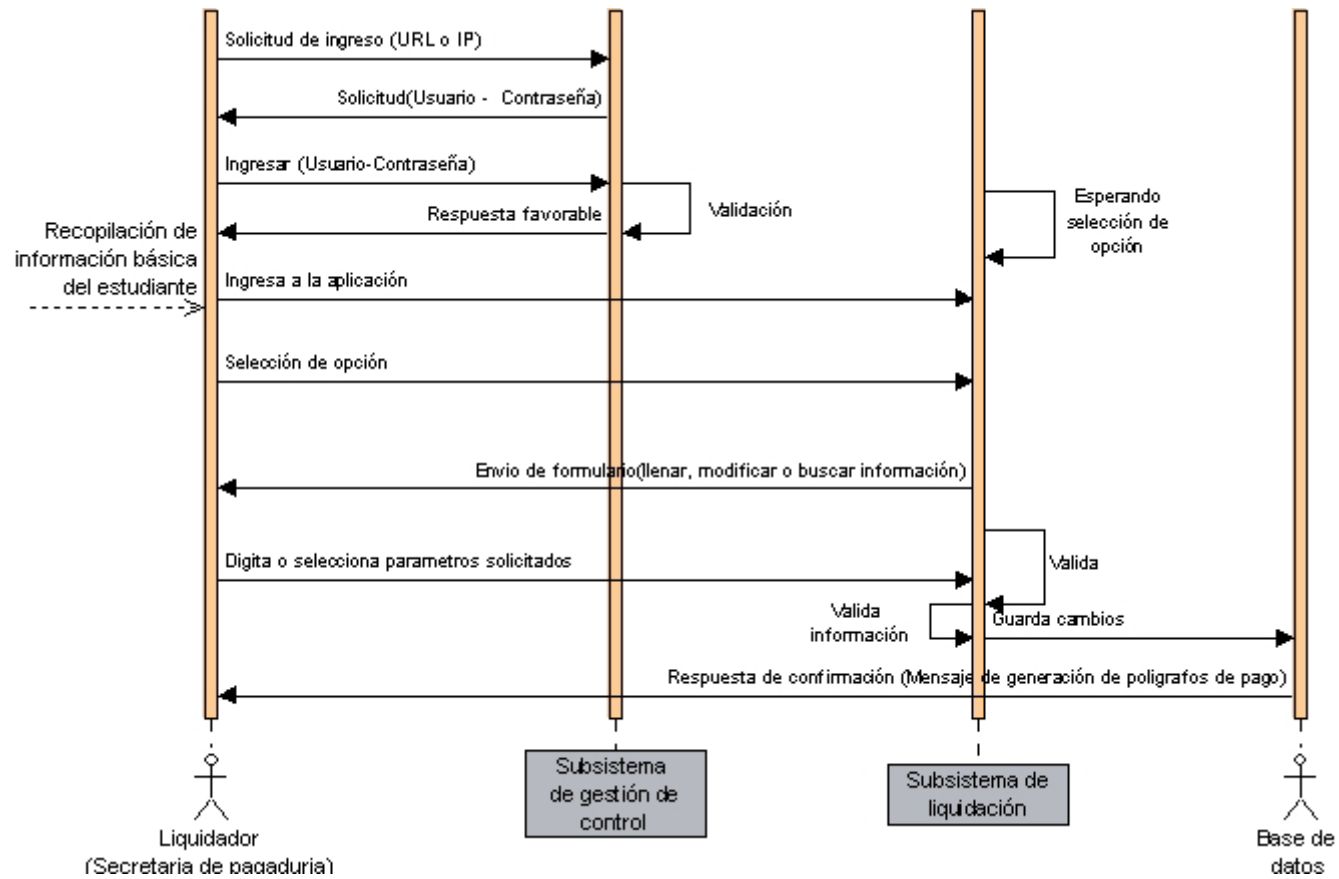 Solicitud de ingreso (URL o IP)
Solicitud(Usuario - Contraseña)
Ingresar (Usuario-Contraseña)
Validación
Respuesta favorable
Esperando
selección de
opción
Recopilación de
información básica
del estudiante
Ingresa a la aplicación
Selección de opción
Envio de formulario(llenar, modificar o buscar información)
Digita o selecciona parametros solicitados
Valida
Valida
información
Guarda cambios
Respuesta de confirmación (Mensaje de generación de poligrafos de pago)
Liquidador
(Secretaria de pagaduria)
Subsistema
de gestión de
control
Subsistema de
liquidación
Base de
datos